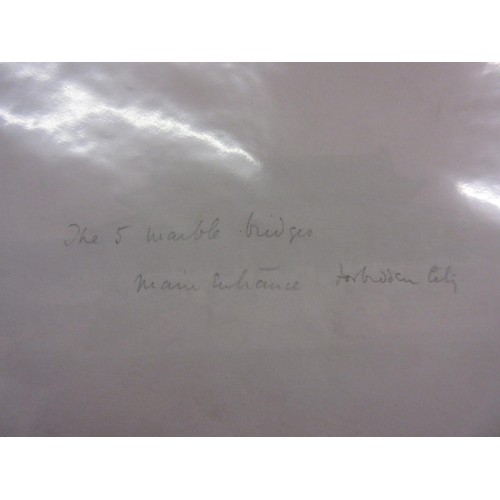 The 5 marble bridges
Main Entrance Forbidden City